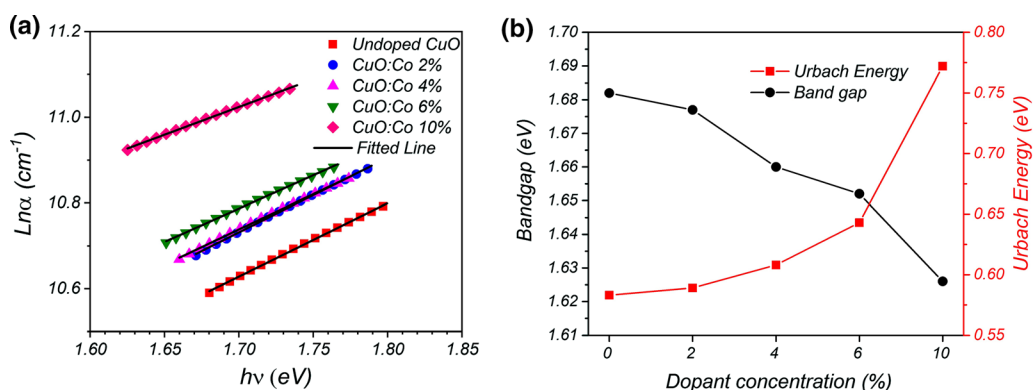 (a)
11.2
11.0
10.8
10.6
Lnα (cm⁻¹)
1.60
1.65
1.70
1.75
1.80
1.85
hν (eV)
Undoped CuO
CuO:Co 2%
CuO:Co 4%
CuO:Co 6%
CuO:Co 10%
Fitted Line
(b)
1.70
1.69
1.68
1.67
1.66
1.65
1.64
1.63
1.62
1.61
Bandgap (eV)
0
2
4
6
10
Dopant concentration (%)
Urbach Energy
Band gap
0.80
0.75
0.70
0.65
0.60
0.55
Urbach Energy (eV)